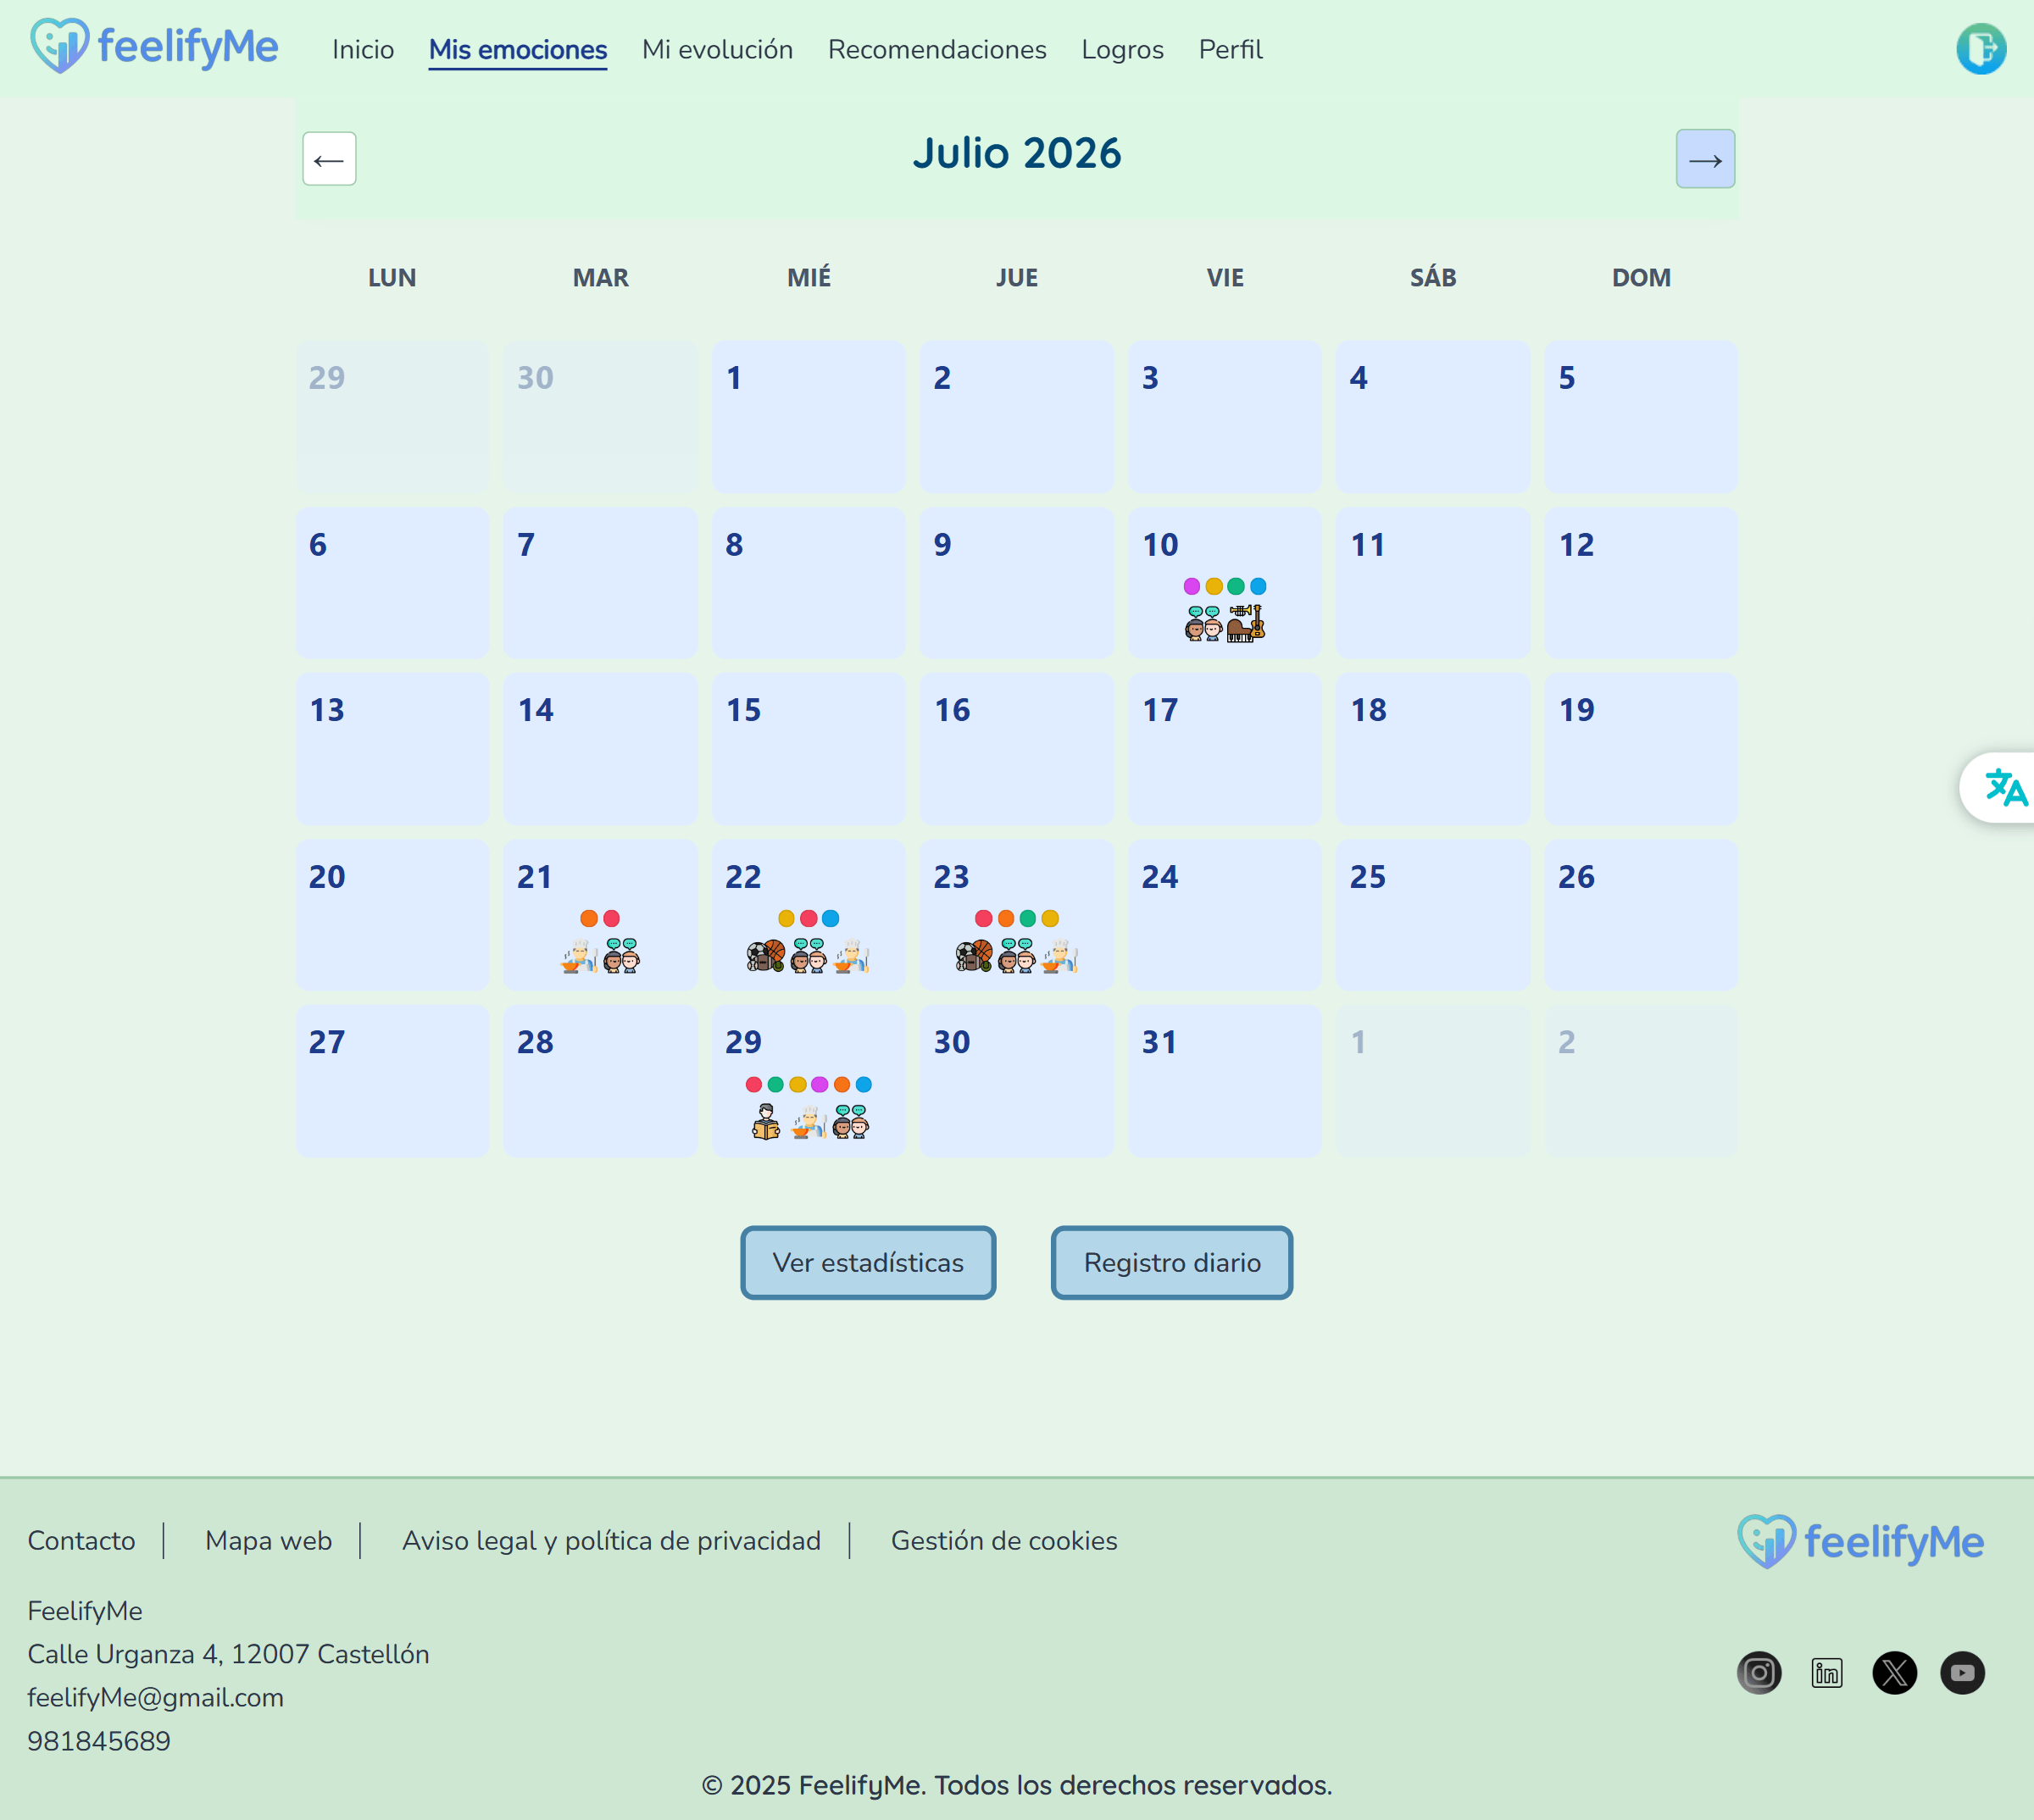 feelifyMe Inicio Mis emociones Mi evolución Recomendaciones Logros Perfil
← Julio 2026 →
LUN MAR MIÉ JUE VIE SÁB DOM
29 30 1 2 3 4 5
6 7 8 9 10 11 12
13 14 15 16 17 18 19
20 21 22 23 24 25 26
27 28 29 30 31 1 2
Ver estadísticas Registro diario
Contacto Mapa web Aviso legal y política de privacidad Gestión de cookies feelifyMe
FeelifyMe
Calle Urganza 4, 12007 Castellón
feelifyMe@gmail.com
981845689
© 2025 FeelifyMe. Todos los derechos reservados.